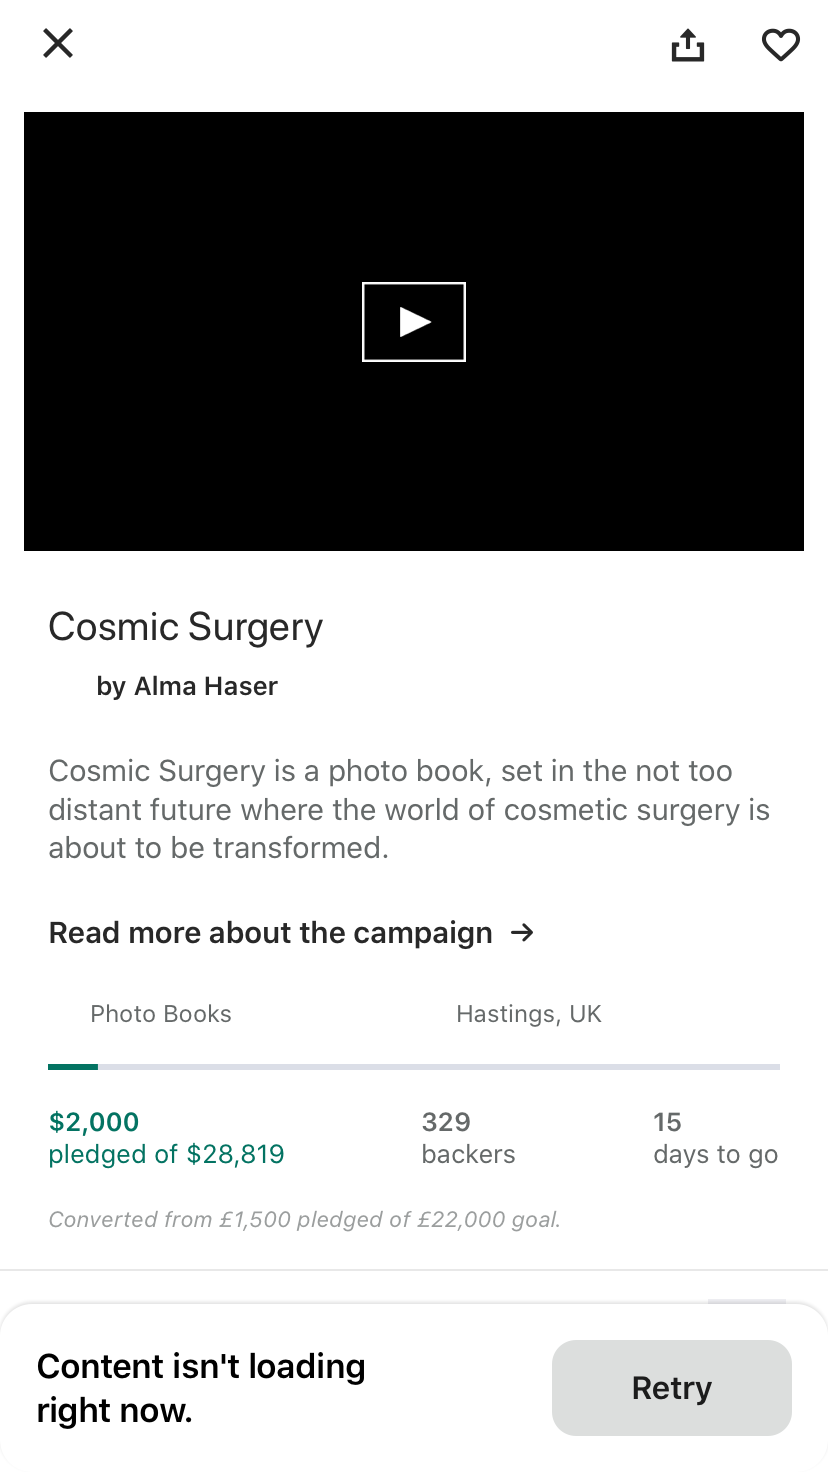 Cosmic Surgery
by Alma Haser
Cosmic Surgery is a photo book, set in the not too
distant future where the world of cosmetic surgery is
about to be transformed.
Read more about the campaign →
Photo Books
Hastings, UK
$2,000
pledged of $28,819
329
backers
15
days to go
Converted from £1,500 pledged of £22,000 goal.
Content isn't loading
right now.
Retry